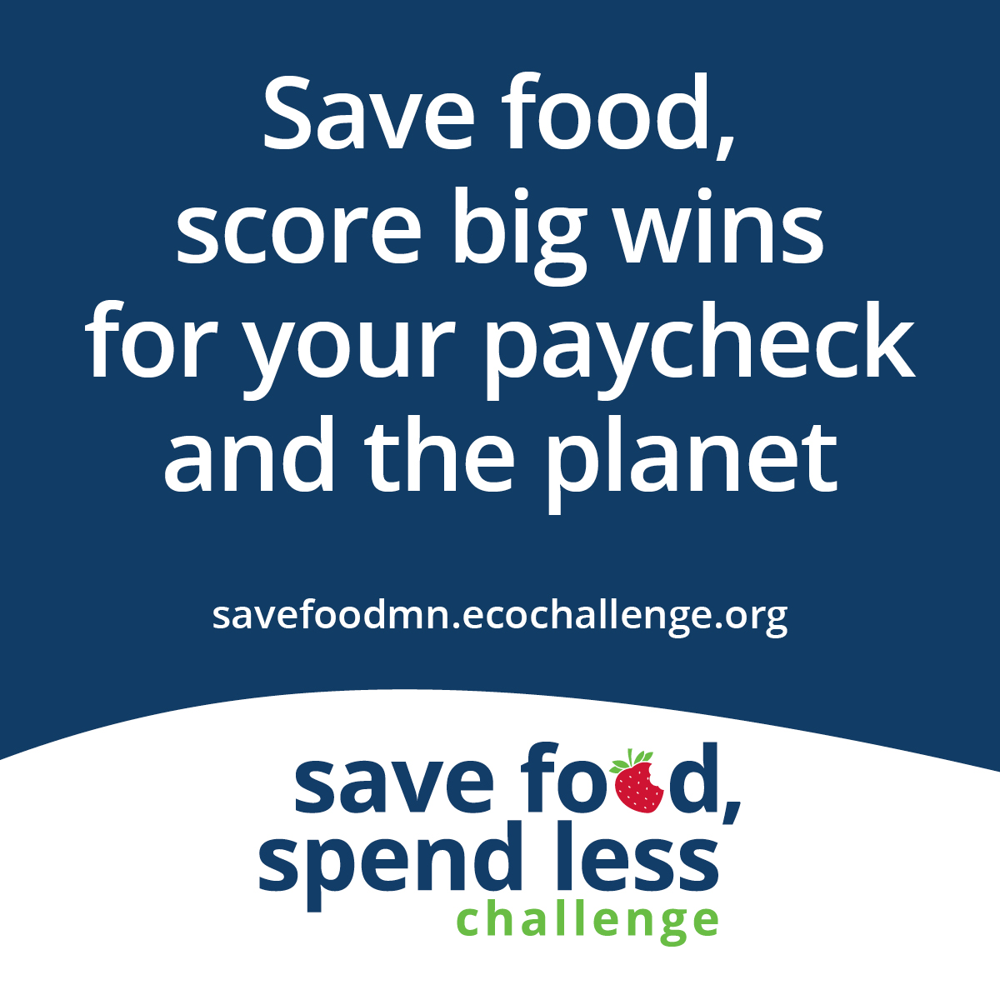 Save food,
score big wins
for your paycheck
and the planet
savefoodmn.ecochallenge.org
save food,
spend less
challenge